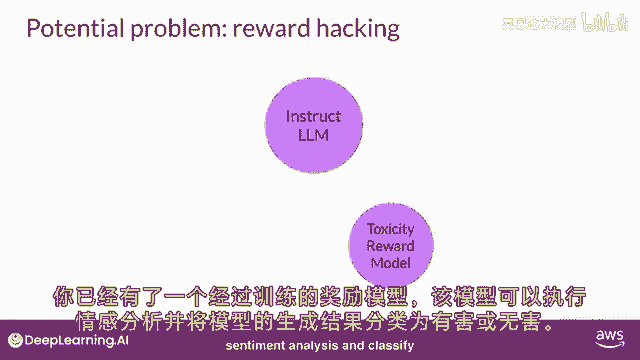 Potential problem: reward hacking
Instruct
LLM
Toxicity
Reward
Model
你已经有了一个经过训练的奖励模型，该模型可以执行
情感分析并将模型的生成结果分类为有害或无害。
DeepLearning.AI
sentiment analysis and classify
aws